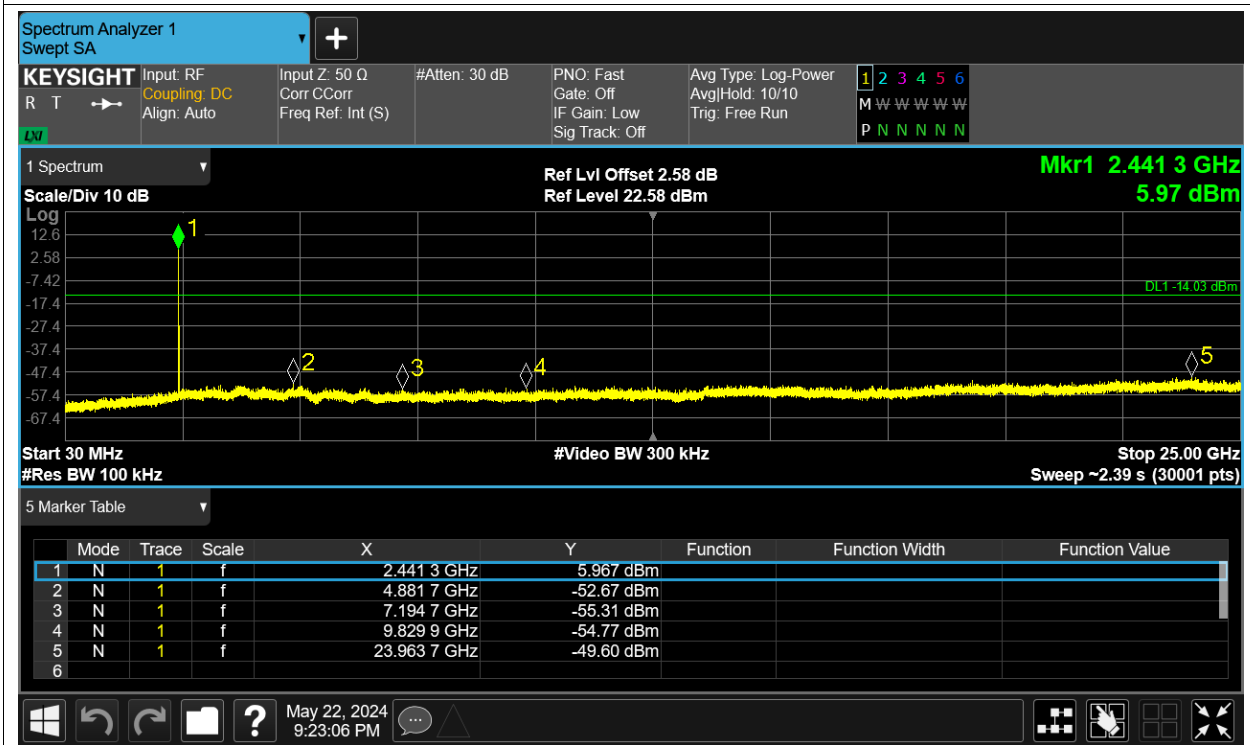 Spectrum Analyzer 1
Swept SA
KEYSIGHT
R T
LXI
Input: RF
Coupling: DC
Align: Auto
Input Z: 50 Ω
Corr CCorr
Freq Ref: Int (S)
#Atten: 30 dB
PNO: Fast
Gate: Off
IF Gain: Low
Sig Track: Off
Avg Type: Log-Power
Avg|Hold: 10/10
Trig: Free Run
1 2 3 4 5 6
M W W W W W
P N N N N N
1 Spectrum
Scale/Div 10 dB
Ref Lvl Offset 2.58 dB
Ref Level 22.58 dBm
Mkr1 2.441 3 GHz
5.97 dBm
Log
12.6
2.58
-7.42
-17.4
-27.4
-37.4
-47.4
-57.4
-67.4
1
2
3
4
5
DL1 -14.03 dBm
Start 30 MHz
#Video BW 300 kHz
Stop 25.00 GHz
#Res BW 100 kHz
Sweep ~2.39 s (30001 pts)
5 Marker Table
Mode Trace Scale X Y Function Function Width Function Value
1 N 1 f 2.441 3 GHz 5.967 dBm
2 N 1 f 4.881 7 GHz -52.67 dBm
3 N 1 f 7.194 7 GHz -55.31 dBm
4 N 1 f 9.829 9 GHz -54.77 dBm
5 N 1 f 23.963 7 GHz -49.60 dBm
6
?
May 22, 2024
9:23:06 PM